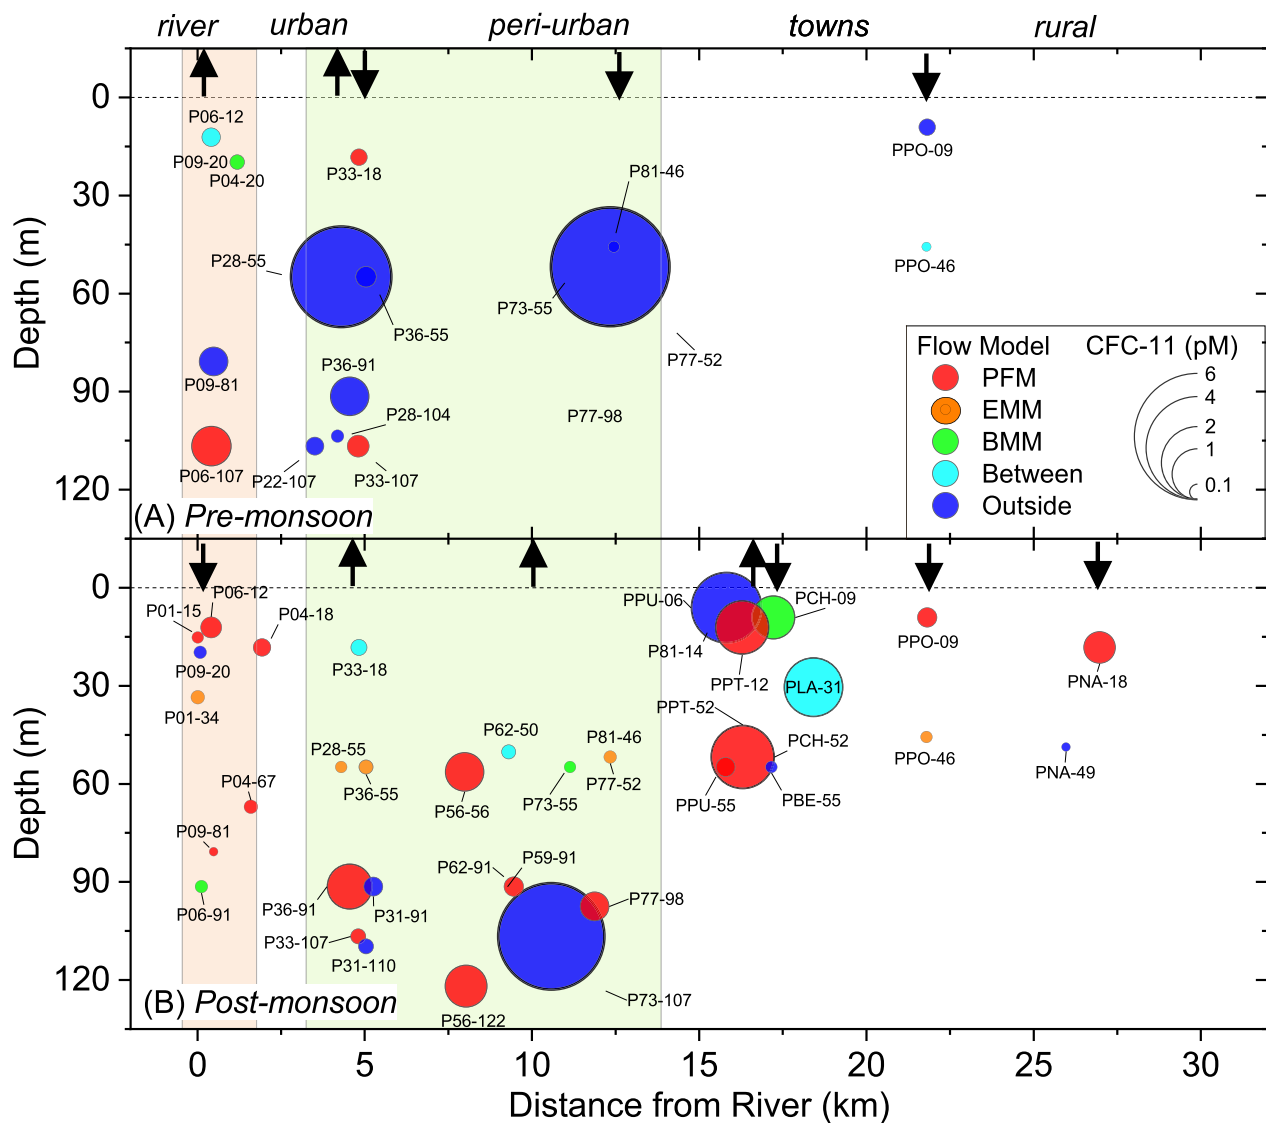 river urban peri-urban towns rural
0
30
60
90
120
Depth (m)
P06-12
P09-20
P04-20
P33-18
P81-46
PPO-09
P28-55
P36-55
P73-55
PPO-46
P77-52
P09-81
P36-91
P28-104
P77-98
P06-107
P22-107
P33-107
Flow Model CFC-11 (pM)
PFM
EMM
BMM
Between
Outside
6
4
2
1
0.1
(A) Pre-monsoon
0
30
60
90
120
Depth (m)
P01-15
P06-12
P04-18
P09-20
P33-18
P01-34
PPU-06
PCH-09
P81-14
PPT-12
PLA-31
PPO-09
PNA-18
PPT-52
P28-55
P36-55
P62-50
P81-46
P77-52
P73-55
P56-56
PCH-52
PPU-55
PBE-55
PPO-46
PNA-49
P04-67
P09-81
P06-91
P36-91
P31-91
P33-107
P31-110
P62-91
P59-91
P77-98
P73-107
P56-122
(B) Post-monsoon
0 5 10 15 20 25 30
Distance from River (km)